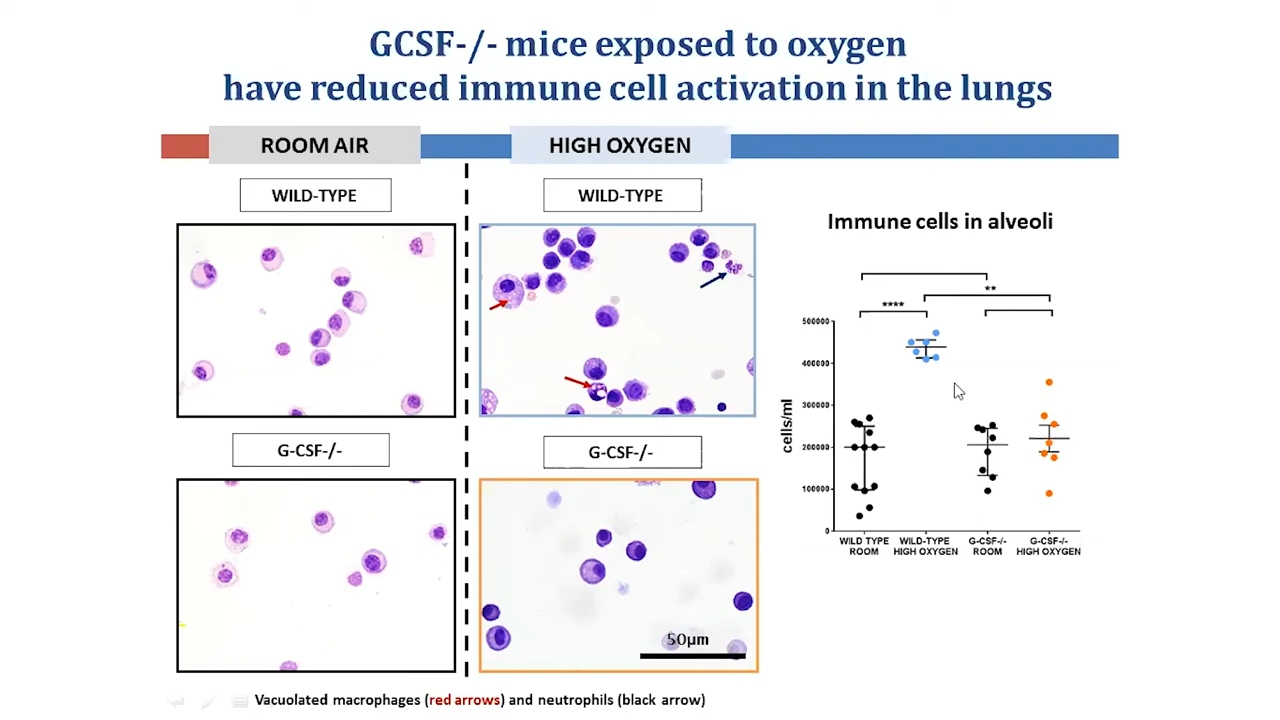 GCSF-/- mice exposed to oxygen
have reduced immune cell activation in the lungs
ROOM AIR
HIGH OXYGEN
WILD-TYPE
WILD-TYPE
G-CSF-/-
G-CSF-/-
50µm
Immune cells in alveoli
**
****
cells/ml
500000
400000
300000
200000
100000
0
WILD TYPE
ROOM
WILD-TYPE
HIGH OXYGEN
G-CSF-/-
ROOM
G-CSF-/-
HIGH OXYGEN
Vacuolated macrophages (red arrows) and neutrophils (black arrow)